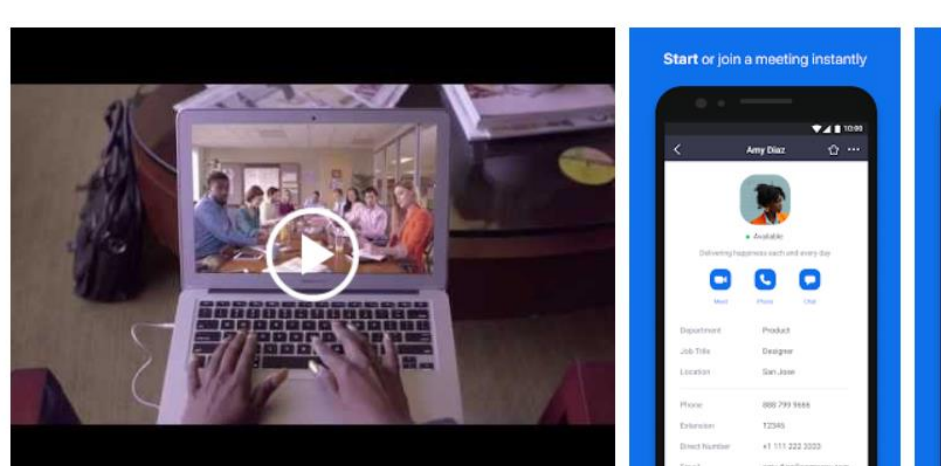 Start or join a meeting instantly
10:00
Amy Diaz
Available
Delivering happiness each and every day
Meet Phone Chat
Department Product
Job Title Designer
Location San Jose
Phone 888 799 9666
Extension 12345
Direct Number +1 111 222 3333